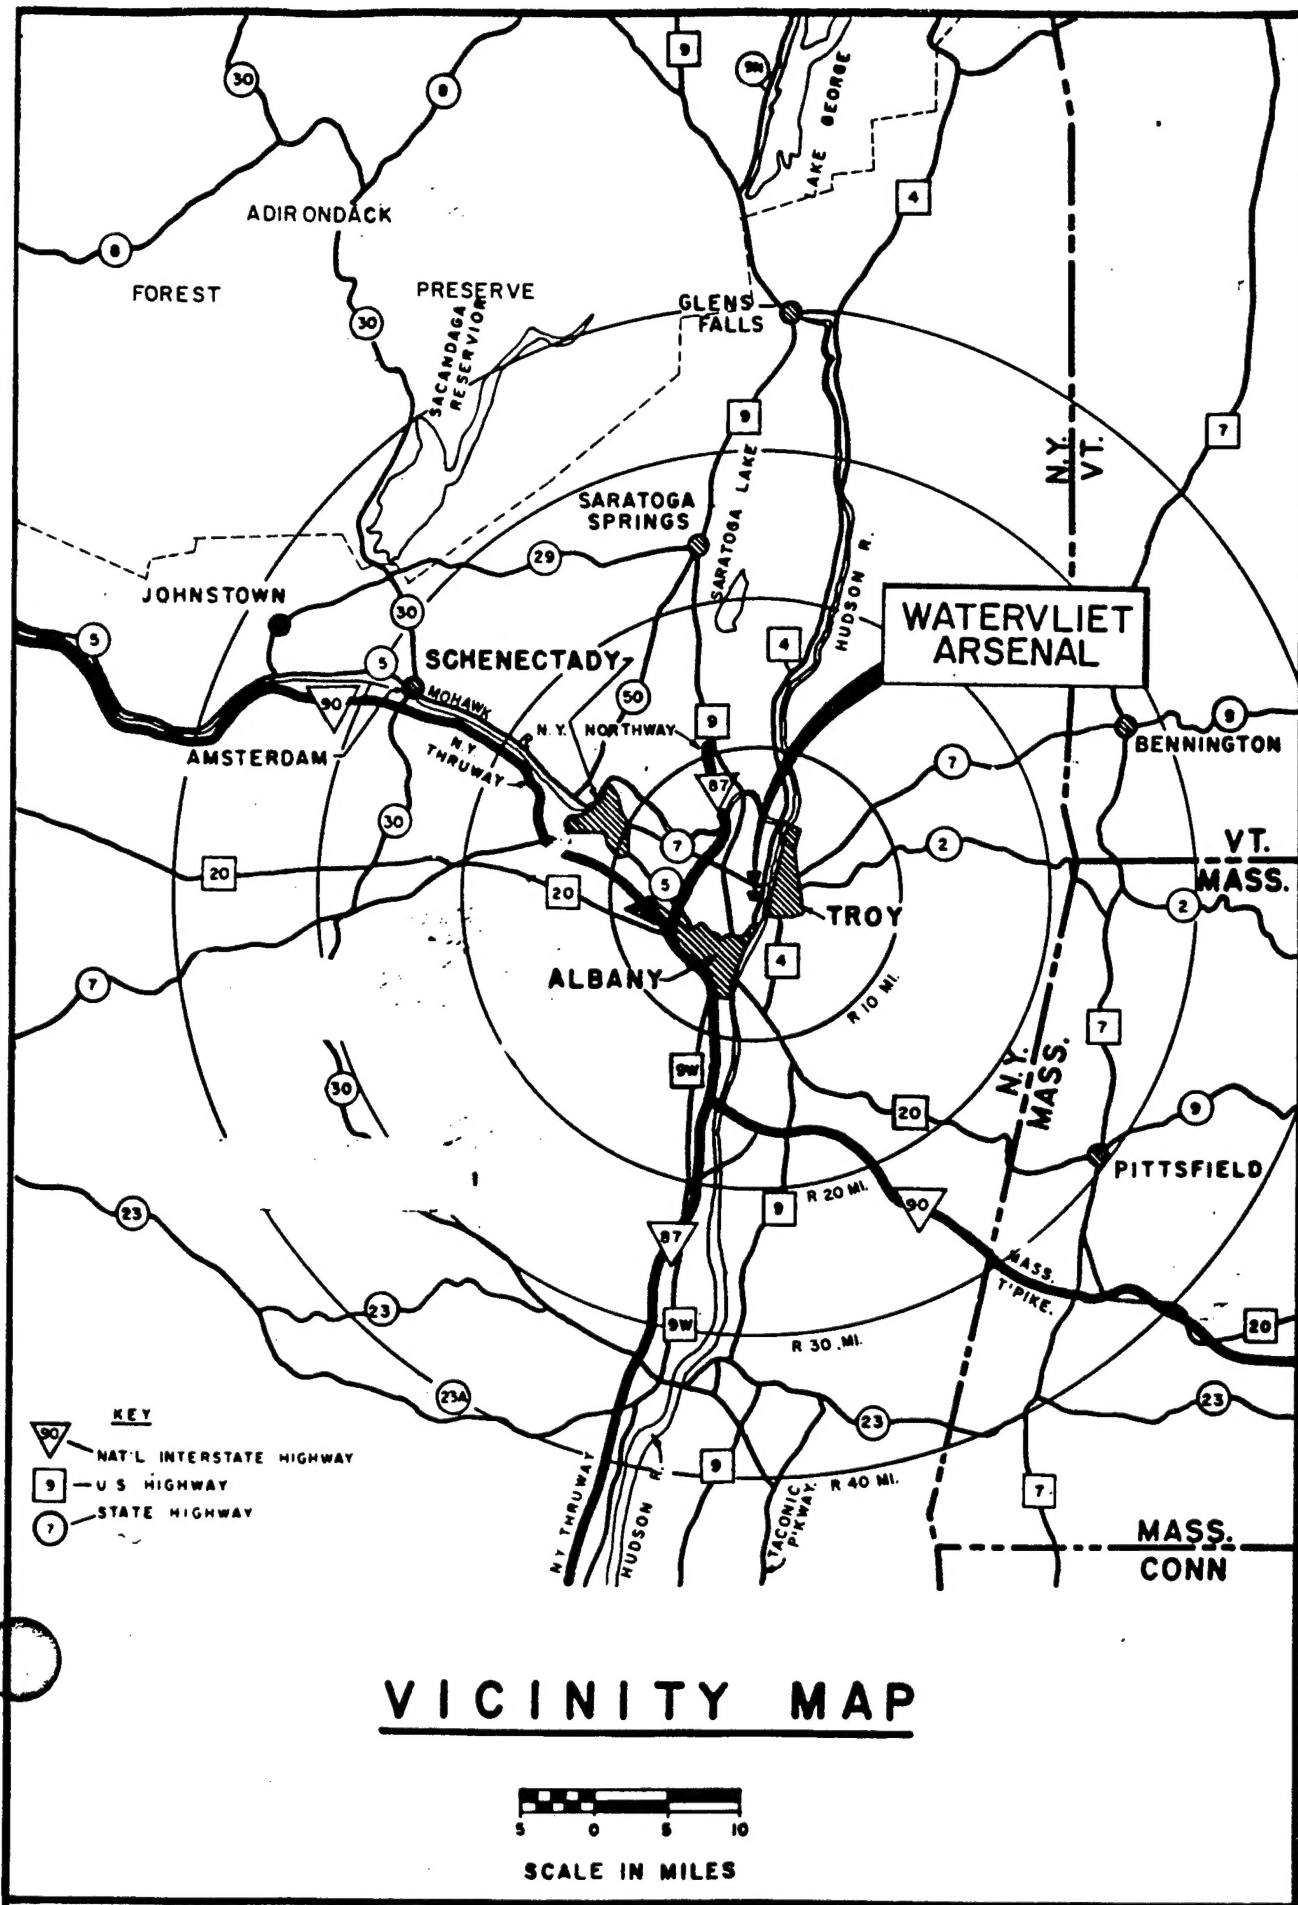 9
9N
30
8
LAKE GEORGE
4
ADIRONDACK
8
FOREST
PRESERVE
GLENS
FALLS
30
SACANDAGA
RESERVIOR
9
7
N.Y.
VT.
SARATOGA
SPRINGS
SARATOGA LAKE
29
HUDSON R.
JOHNSTOWN
30
WATERVLIET
ARSENAL
5
5
SCHENECTADY
4
50
90
MOHAWK
R.
9
9
N.Y. NORTHWAY
BENNINGTON
AMSTERDAM
N.Y.
THRUWAY
7
87
30
7
2
VT.
MASS.
20
20
5
2
TROY
4
ALBANY
7
R 10 MI.
7
N.Y.
MASS.
9W
30
20
9
PITTSFIELD
R 20 MI.
9
90
23
87
MASS.
T'PIKE.
23
9W
20
R 30 MI.
23A
23
23
KEY
90
NAT'L INTERSTATE HIGHWAY
9
U S HIGHWAY
7
STATE HIGHWAY
9
R 40 MI.
7
NY THRUWAY
HUDSON R.
TACONIC
P'KWAY.
MASS.
CONN
VICINITY MAP
5 0 5 10
SCALE IN MILES